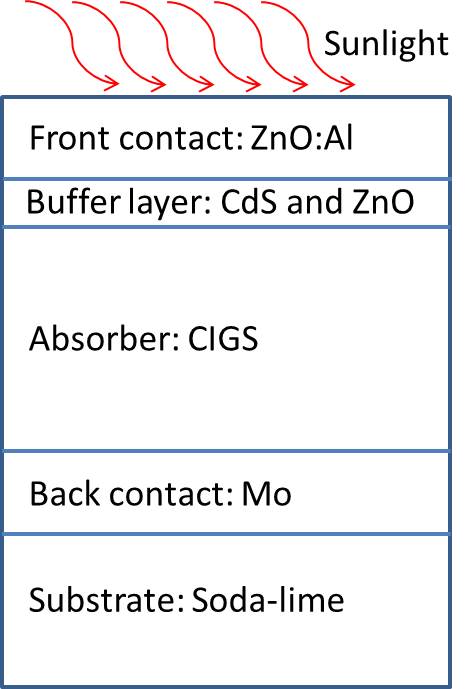 Sunlight
Front contact: ZnO:Al
Buffer layer: CdS and ZnO
Absorber: CIGS
Back contact: Mo
Substrate: Soda-lime